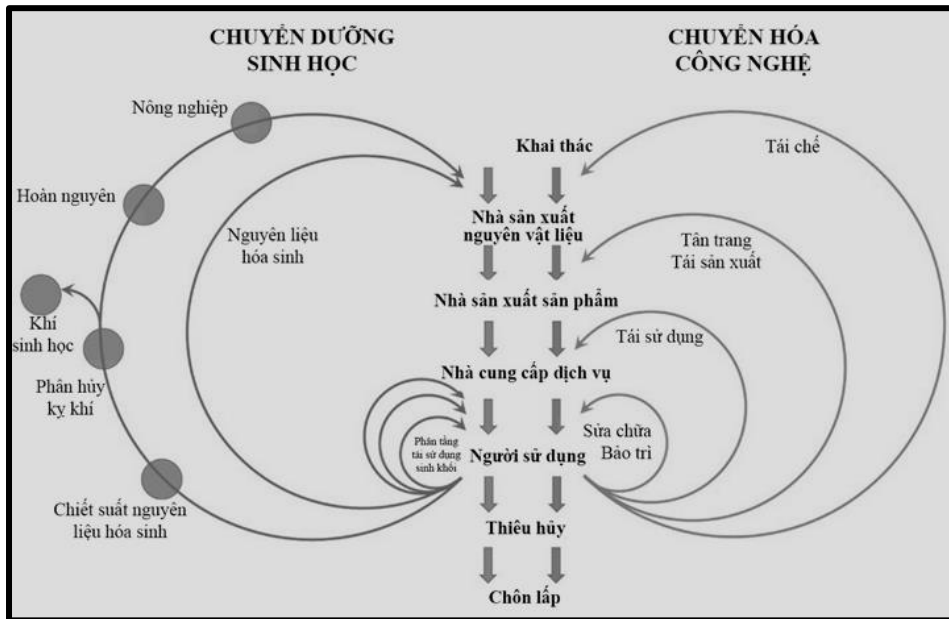 CHUYỂN DƯỠNG
SINH HỌC
CHUYỂN HÓA
CÔNG NGHỆ
Nông nghiệp
Hoàn nguyên
Nguyên liệu
hóa sinh
Khí
sinh học
Phân hủy
kỵ khí
Chiết suất nguyên
liệu hóa sinh
Phân tầng
tái sử dụng
sinh khối
Khai thác
Nhà sản xuất
nguyên vật liệu
Nhà sản xuất sản phẩm
Nhà cung cấp dịch vụ
Người sử dụng
Thiêu hủy
Chôn lấp
Tái chế
Tân trang
Tái sản xuất
Tái sử dụng
Sửa chữa
Bảo trì